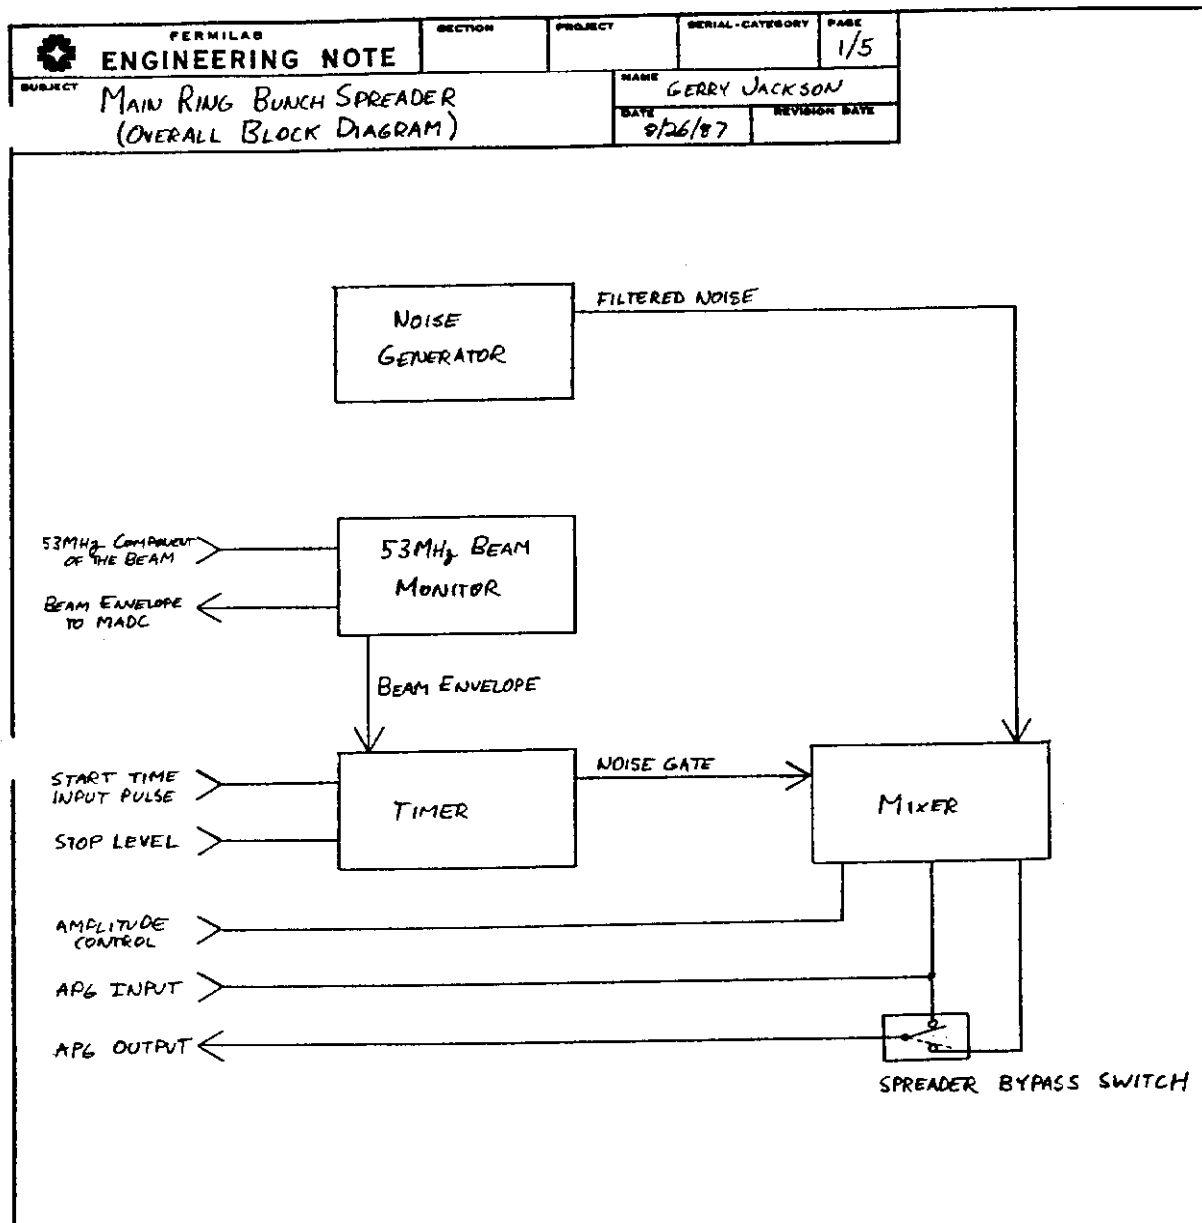 FERMILAB
ENGINEERING NOTE
SECTION
PROJECT
SERIAL-CATEGORY
PAGE
1/5
SUBJECT
MAIN RING BUNCH SPREADER
(OVERALL BLOCK DIAGRAM)
NAME
GERRY JACKSON
DATE
8/26/87
REVISION DATE
NOISE
GENERATOR
FILTERED NOISE
53MHz COMPONENT
OF THE BEAM
BEAM ENVELOPE
TO MADC
53MHz BEAM
MONITOR
BEAM ENVELOPE
START TIME
INPUT PULSE
STOP LEVEL
TIMER
NOISE GATE
MIXER
AMPLITUDE
CONTROL
APG INPUT
APG OUTPUT
SPREADER BYPASS SWITCH